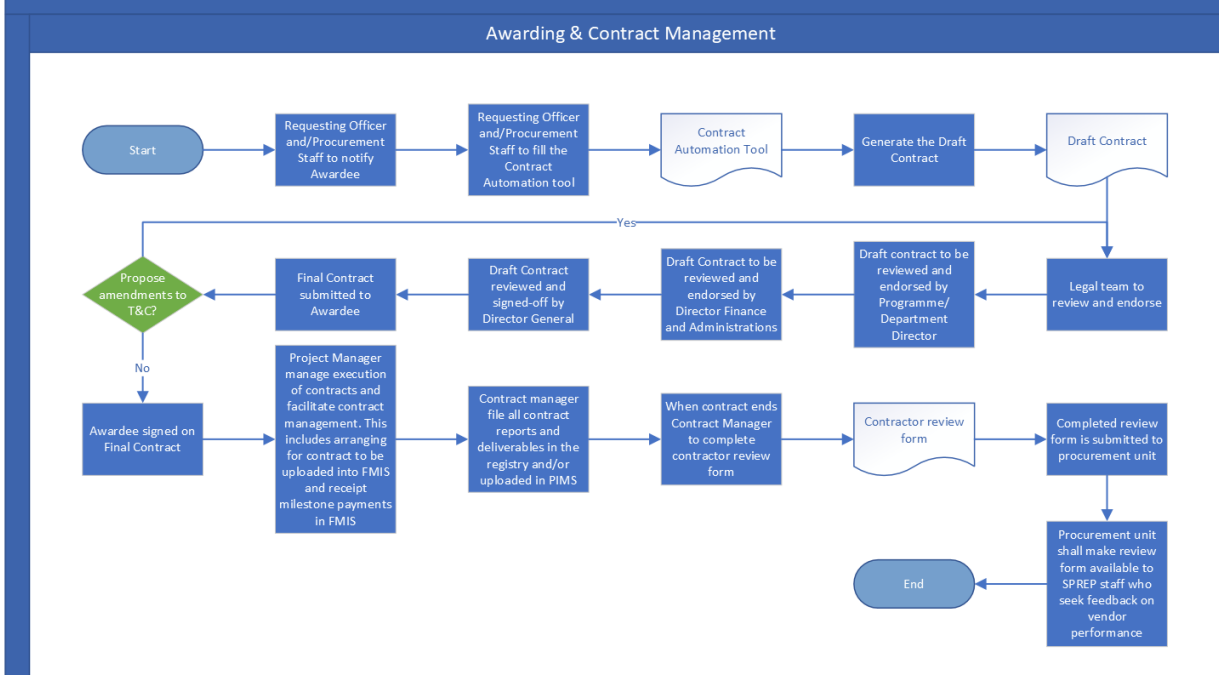 Awarding & Contract Management
Start
Requesting Officer
and/Procurement
Staff to notify
Awardee
Requesting Officer
and/Procurement
Staff to fill the
Contract
Automation tool
Contract
Automation Tool
Generate the Draft
Contract
Draft Contract
Yes
Legal team to
review and endorse
Draft contract to be
reviewed and
endorsed by
Programme/
Department
Director
Draft Contract to be
reviewed and
endorsed by
Director Finance
and Administrations
Draft Contract
reviewed and
signed-off by
Director General
Final Contract
submitted to
Awardee
Propose
amendments to
T&C?
No
Awardee signed on
Final Contract
Project Manager
manage execution
of contracts and
facilitate contract
management. This
includes arranging
for contract to be
uploaded into FMIS
and receipt
milestone payments
in FMIS
Contract manager
file all contract
reports and
deliverables in the
registry and/or
uploaded in PIMS
When contract ends
Contract Manager
to complete
contractor review
form
Contractor review
form
Completed review
form is submitted to
procurement unit
Procurement unit
shall make review
form available to
SPREP staff who
seek feedback on
vendor
performance
End